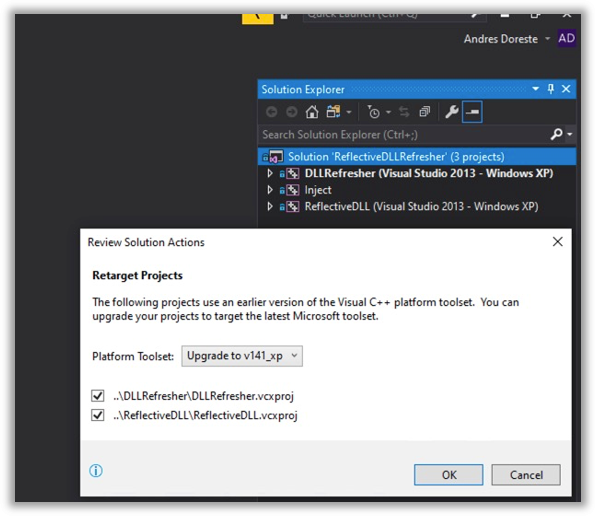 Quick Launch (Ctrl+Q)
Andres Doreste AD
Solution Explorer
Search Solution Explorer (Ctrl+;)
Solution 'ReflectiveDLLRefresher' (3 projects)
DLLRefresher (Visual Studio 2013 - Windows XP)
Inject
ReflectiveDLL (Visual Studio 2013 - Windows XP)
Review Solution Actions
Retarget Projects
The following projects use an earlier version of the Visual C++ platform toolset. You can
upgrade your projects to target the latest Microsoft toolset.
Platform Toolset: Upgrade to v141_xp
..\DLLRefresher\DLLRefresher.vcxproj
..\ReflectiveDLL\ReflectiveDLL.vcxproj
OK Cancel